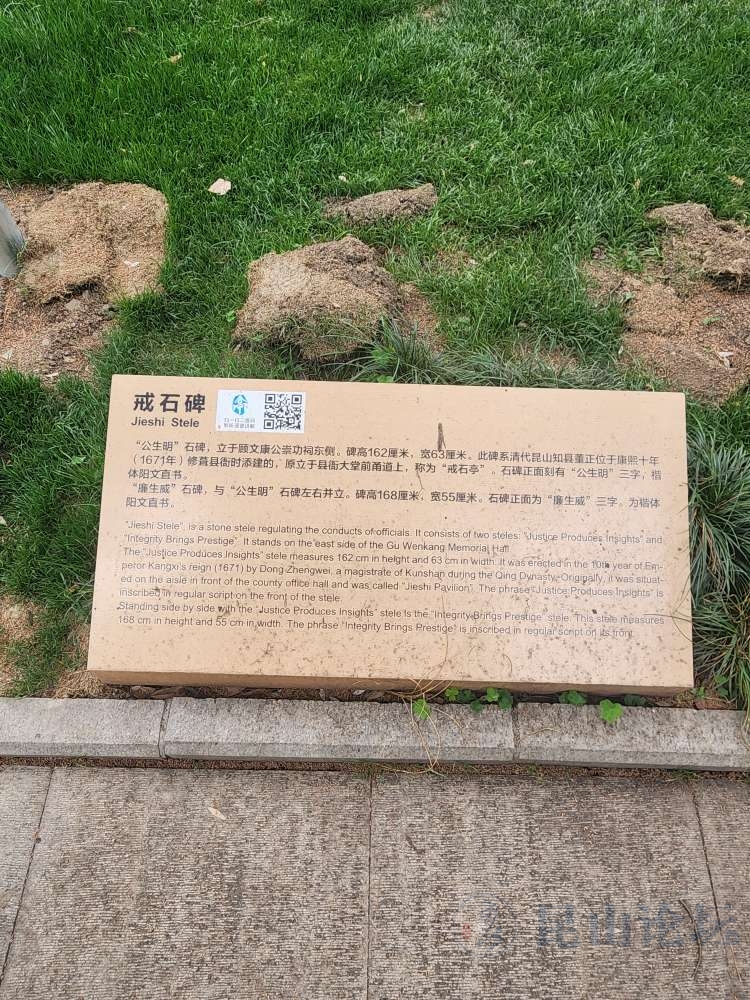 戒石碑
Jieshi Stele
扫一扫二维码
“公生明”石碑，立于顾文康公崇功祠东侧。碑高162厘米，宽63厘米。此碑系清代昆山知县董正位于康熙十年
（1671年）修葺县衙时添建的，原立于县衙大堂前甬道上，称为“戒石亭”。石碑正面刻有“公生明”三字，楷
体阳文直书。
“廉生威”石碑，与“公生明”石碑左右并立。碑高168厘米，宽55厘米。石碑正面为“廉生威”三字。为楷体
阳文直书。
"Jieshi Stele", is a stone stele regulating the conducts of officials. It consists of two steles: "Justice Produces Insights" and
"Integrity Brings Prestige". It stands on the east side of the Gu Wenkang Memorial Hall.
The "Justice Produces Insights" stele measures 162 cm in height and 63 cm in width. It was erected in the 10th year of Em-
peror Kangxi's reign (1671) by Dong Zhengwei, a magistrate of Kunshan during the Qing Dynasty. Originally, it was situat-
ed on the aisle in front of the county office hall and was called "Jieshi Pavilion". The phrase "Justice Produces Insights" is
inscribed in regular script on the front of the stele.
Standing side by side with the "Justice Produces Insights" stele is the "Integrity Brings Prestige" stele. This stele measures
168 cm in height and 55 cm in width. The phrase "Integrity Brings Prestige" is inscribed in regular script on its front.
昆山论坛